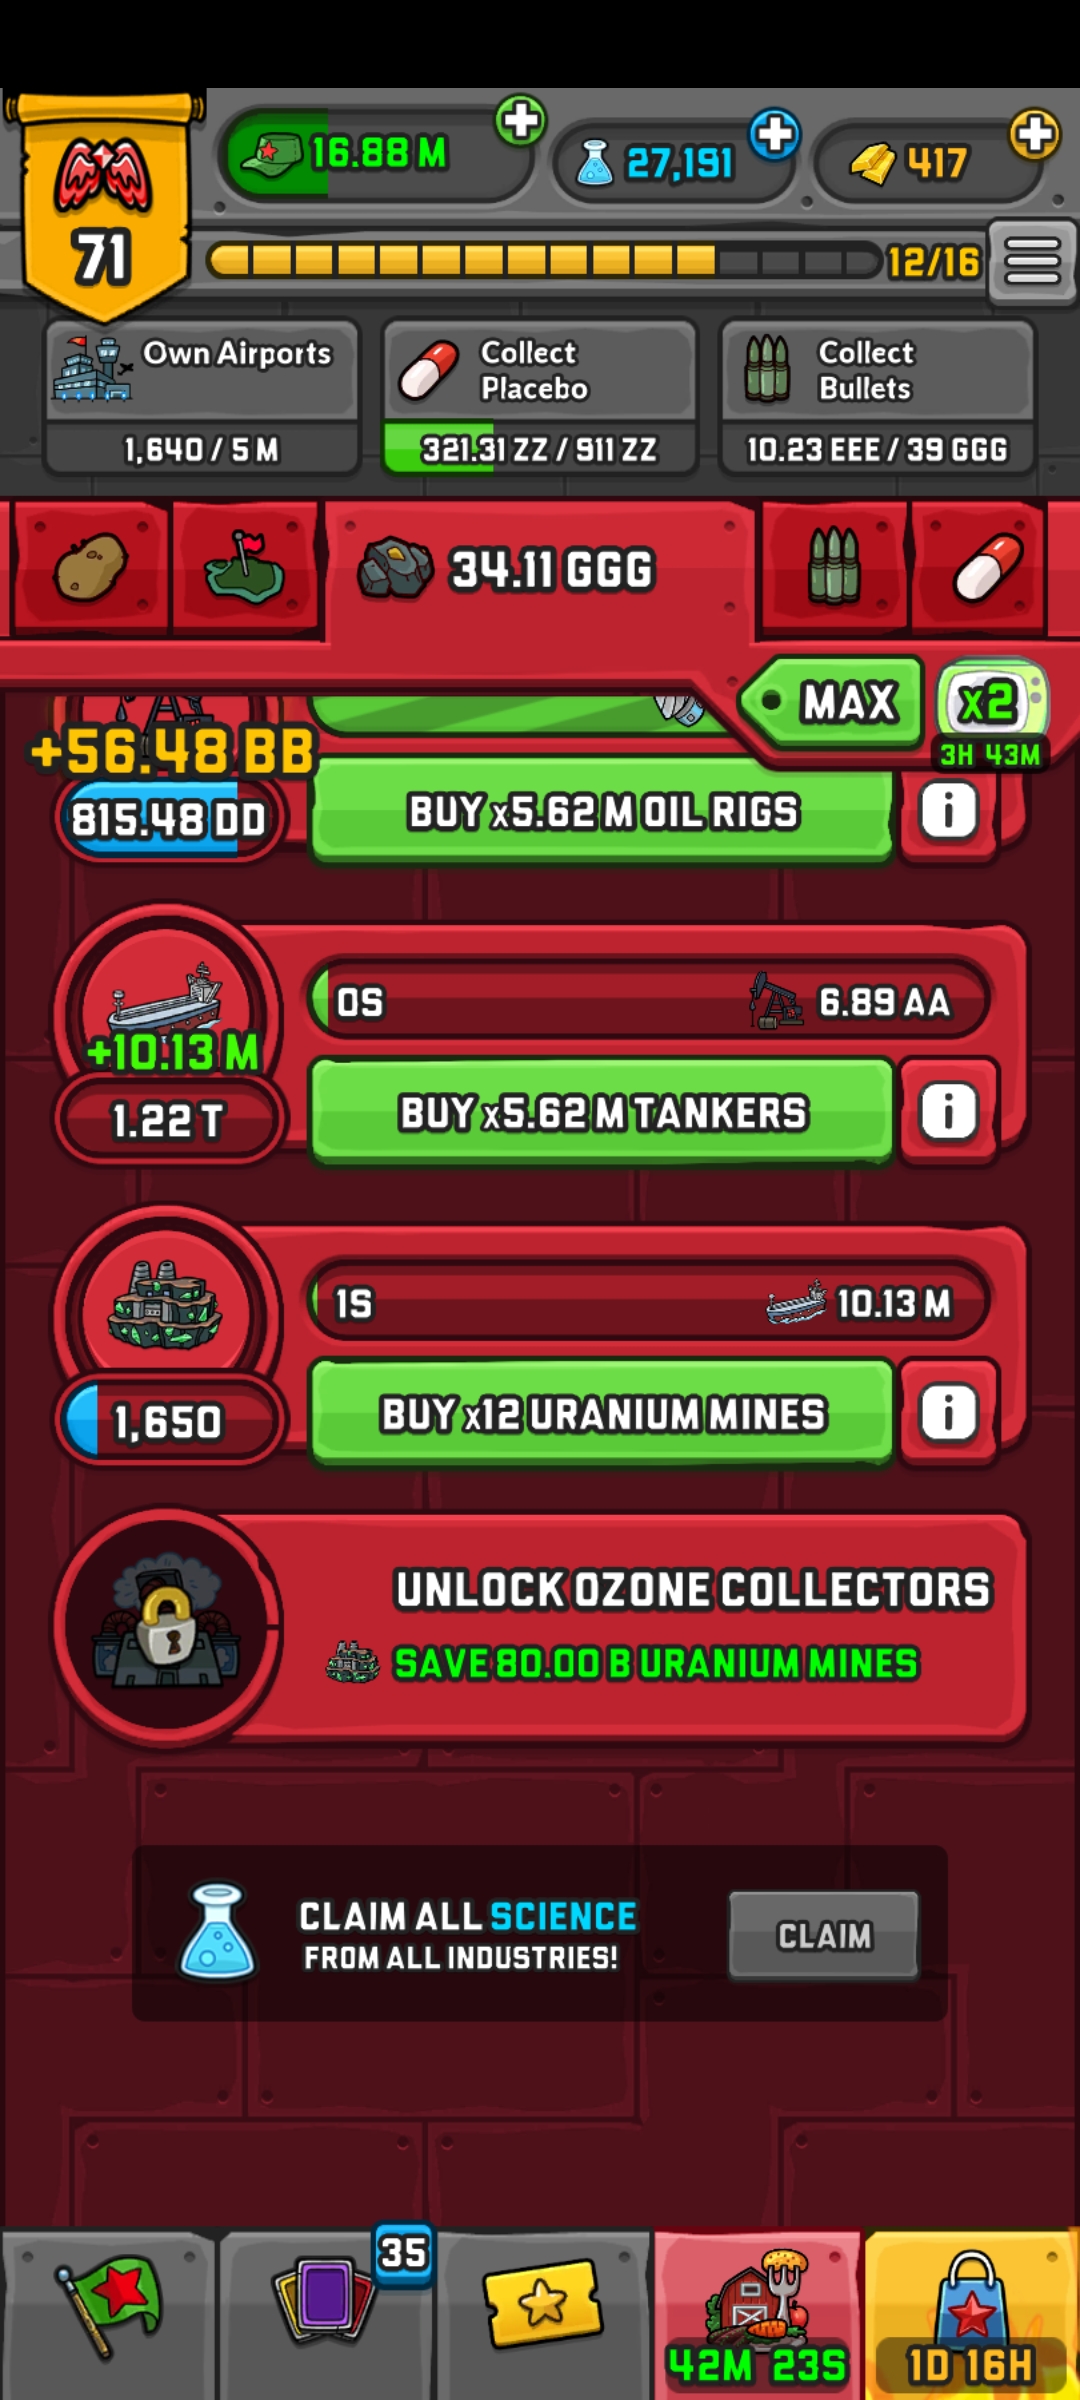 71
16.88 M
27,191
417
12/16
Own Airports
1,640 / 5 M
Collect
Placebo
321.31 ZZ / 911 ZZ
Collect
Bullets
10.23 EEE / 39 GGG
34.11 GGG
MAX
x2
3H 43M
+56.48 BB
815.48 DD
BUY x5.62 M OIL RIGS
i
0S
6.89 AA
+10.13 M
1.22 T
BUY x5.62 M TANKERS
i
1S
10.13 M
1,650
BUY x12 URANIUM MINES
i
UNLOCK OZONE COLLECTORS
SAVE 80.00 B URANIUM MINES
CLAIM ALL SCIENCE
FROM ALL INDUSTRIES!
CLAIM
35
42M 23S
1D 16H